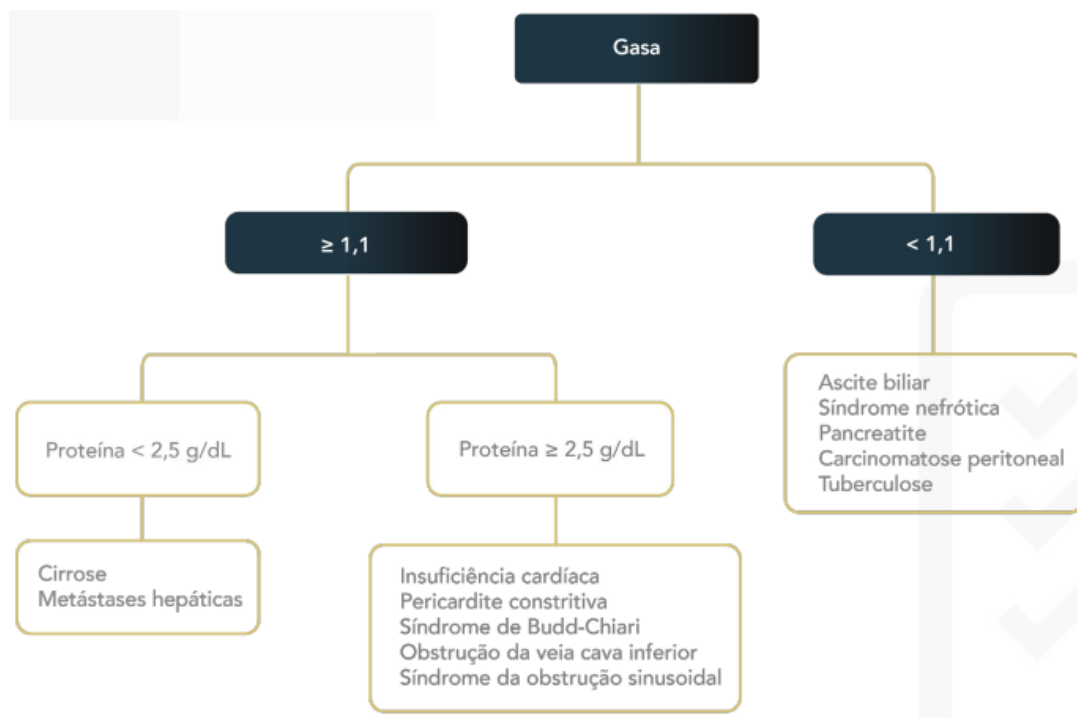 Gasa
≥ 1,1
< 1,1
Proteína < 2,5 g/dL
Proteína ≥ 2,5 g/dL
Ascite biliar
Síndrome nefrótica
Pancreatite
Carcinomatose peritoneal
Tuberculose
Cirrose
Metástases hepáticas
Insuficiência cardíaca
Pericardite constritiva
Síndrome de Budd-Chiari
Obstrução da veia cava inferior
Síndrome da obstrução sinusoidal